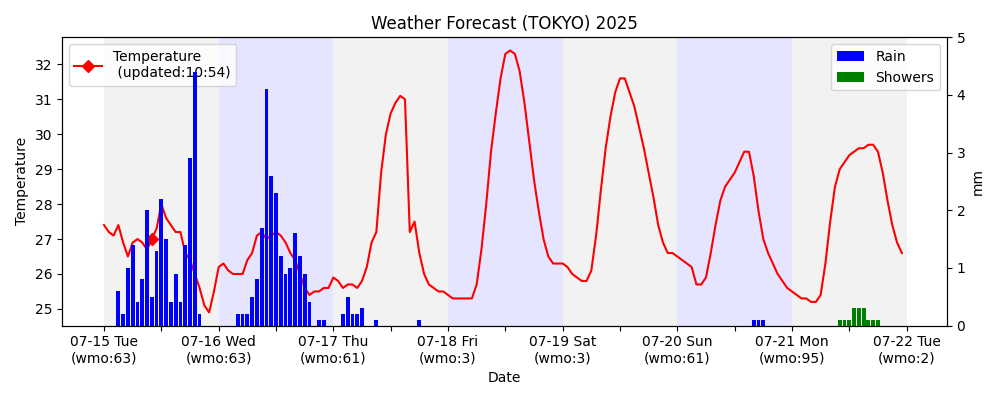 Weather Forecast (TOKYO) 2025
Temperature
(updated:10:54)
Rain
Showers
32
31
30
29
28
27
26
25
Temperature
5
4
3
2
1
0
mm
07-15 Tue
(wmo:63)
07-16 Wed
(wmo:63)
07-17 Thu
(wmo:61)
07-18 Fri
(wmo:3)
07-19 Sat
(wmo:3)
07-20 Sun
(wmo:61)
07-21 Mon
(wmo:95)
07-22 Tue
(wmo:2)
Date